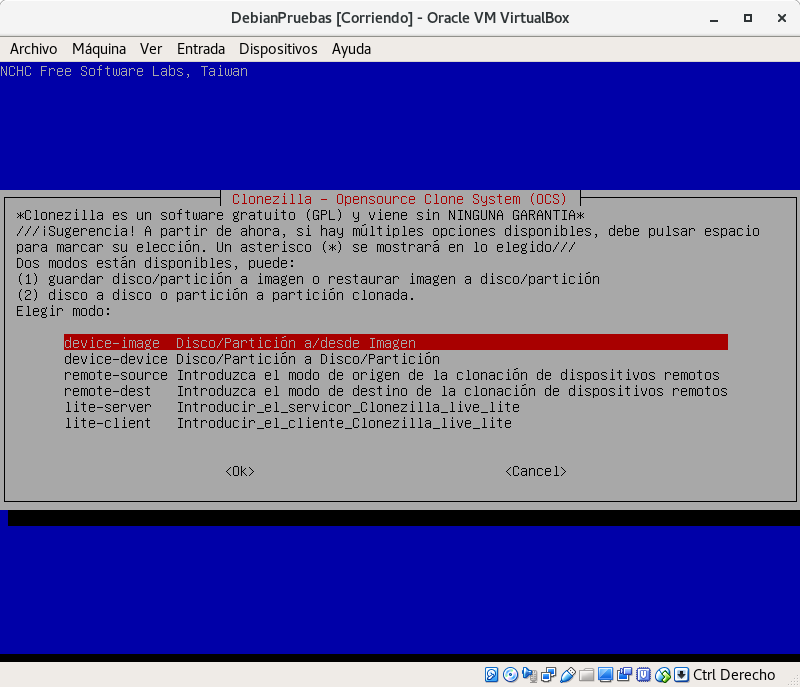 DebianPruebas [Corriendo] - Oracle VM VirtualBox
Archivo Máquina Ver Entrada Dispositivos Ayuda
NCHC Free Software Labs, Taiwan
Clonezilla - Opensource Clone System (OCS)
*Clonezilla es un software gratuito (GPL) y viene sin NINGUNA GARANTIA*
///¡Sugerencia! A partir de ahora, si hay múltiples opciones disponibles, debe pulsar espacio
para marcar su elección. Un asterisco (*) se mostrará en lo elegido///
Dos modos están disponibles, puede:
(1) guardar disco/partición a imagen o restaurar imagen a disco/partición
(2) disco a disco o partición a partición clonada.
Elegir modo:
device-image Disco/Partición a/desde Imagen
device-device Disco/Partición a Disco/Partición
remote-source Introduzca el modo de origen de la clonación de dispositivos remotos
remote-dest Introduzca el modo de destino de la clonación de dispositivos remotos
lite-server Introducir_el_servicor_Clonezilla_live_lite
lite-client Introducir_el_cliente_Clonezilla_live_lite
<Ok> <Cancel>
Ctrl Derecho